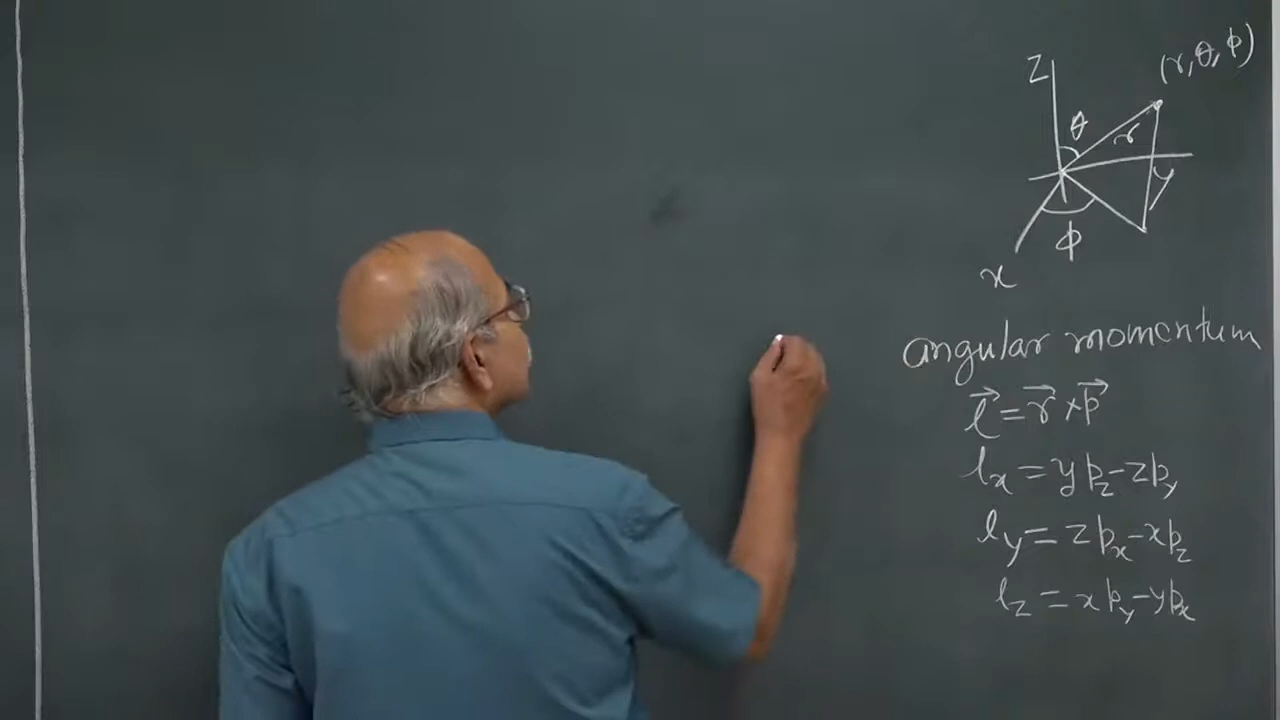 z
(r, θ, φ)
θ
r
y
φ
x
angular momentum
l⃗ = r⃗ × p⃗
lx = y pz - z py
ly = z px - x pz
lz = x py - y px